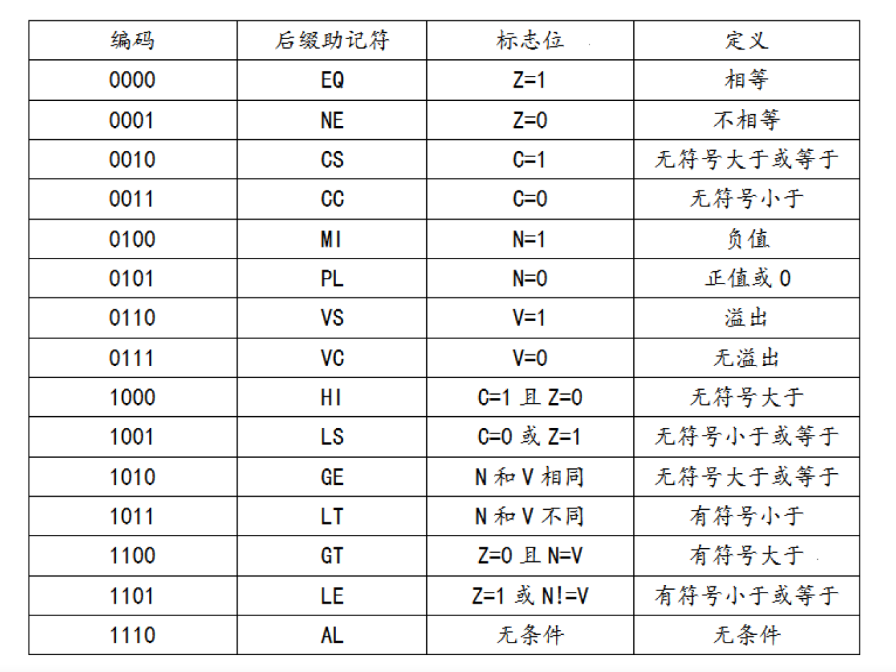 编码 后缀助记符 标志位 定义
0000 EQ Z=1 相等
0001 NE Z=0 不相等
0010 CS C=1 无符号大于或等于
0011 CC C=0 无符号小于
0100 MI N=1 负值
0101 PL N=0 正值或0
0110 VS V=1 溢出
0111 VC V=0 无溢出
1000 HI C=1 且 Z=0 无符号大于
1001 LS C=0 或 Z=1 无符号小于或等于
1010 GE N 和 V 相同 无符号大于或等于
1011 LT N 和 V 不同 有符号小于
1100 GT Z=0 且 N=V 有符号大于
1101 LE Z=1 或 N!=V 有符号小于或等于
1110 AL 无条件 无条件